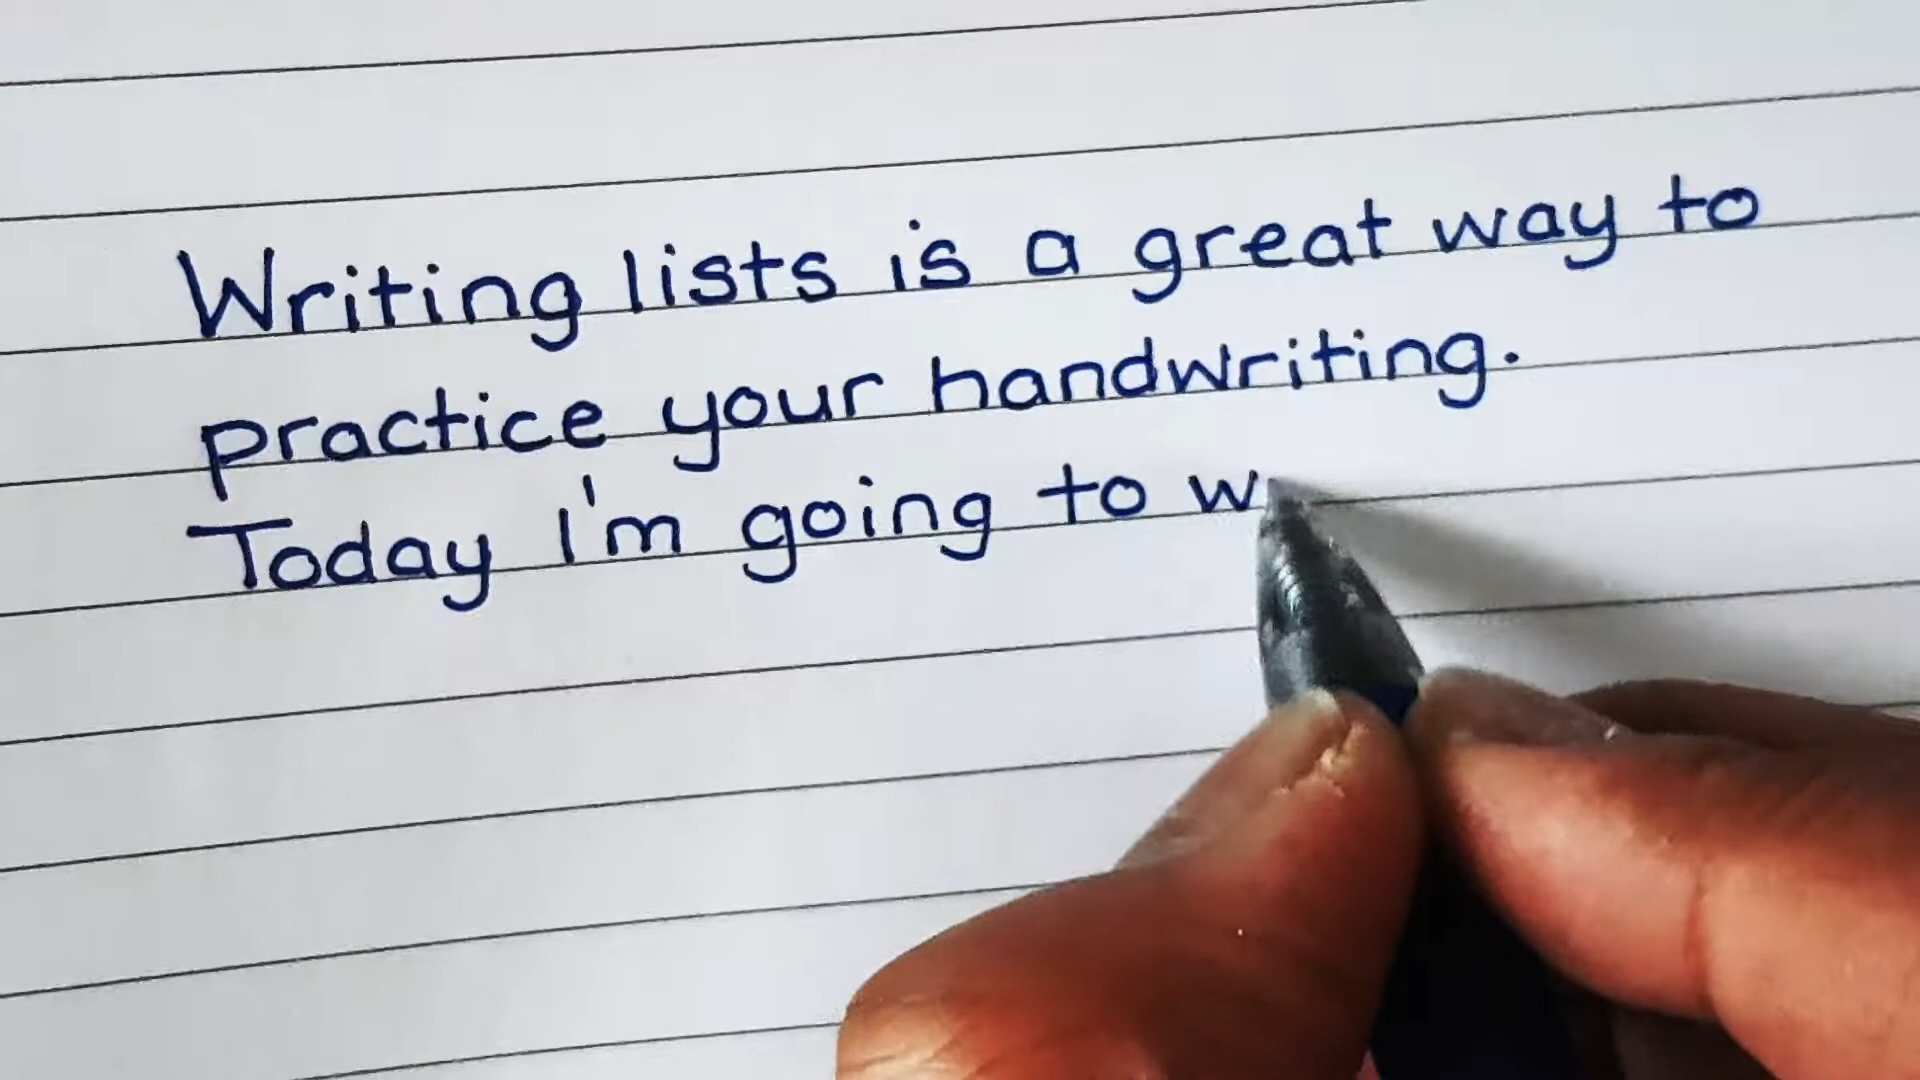 Writing lists is a great way to
practice your handwriting.
Today I'm going to w